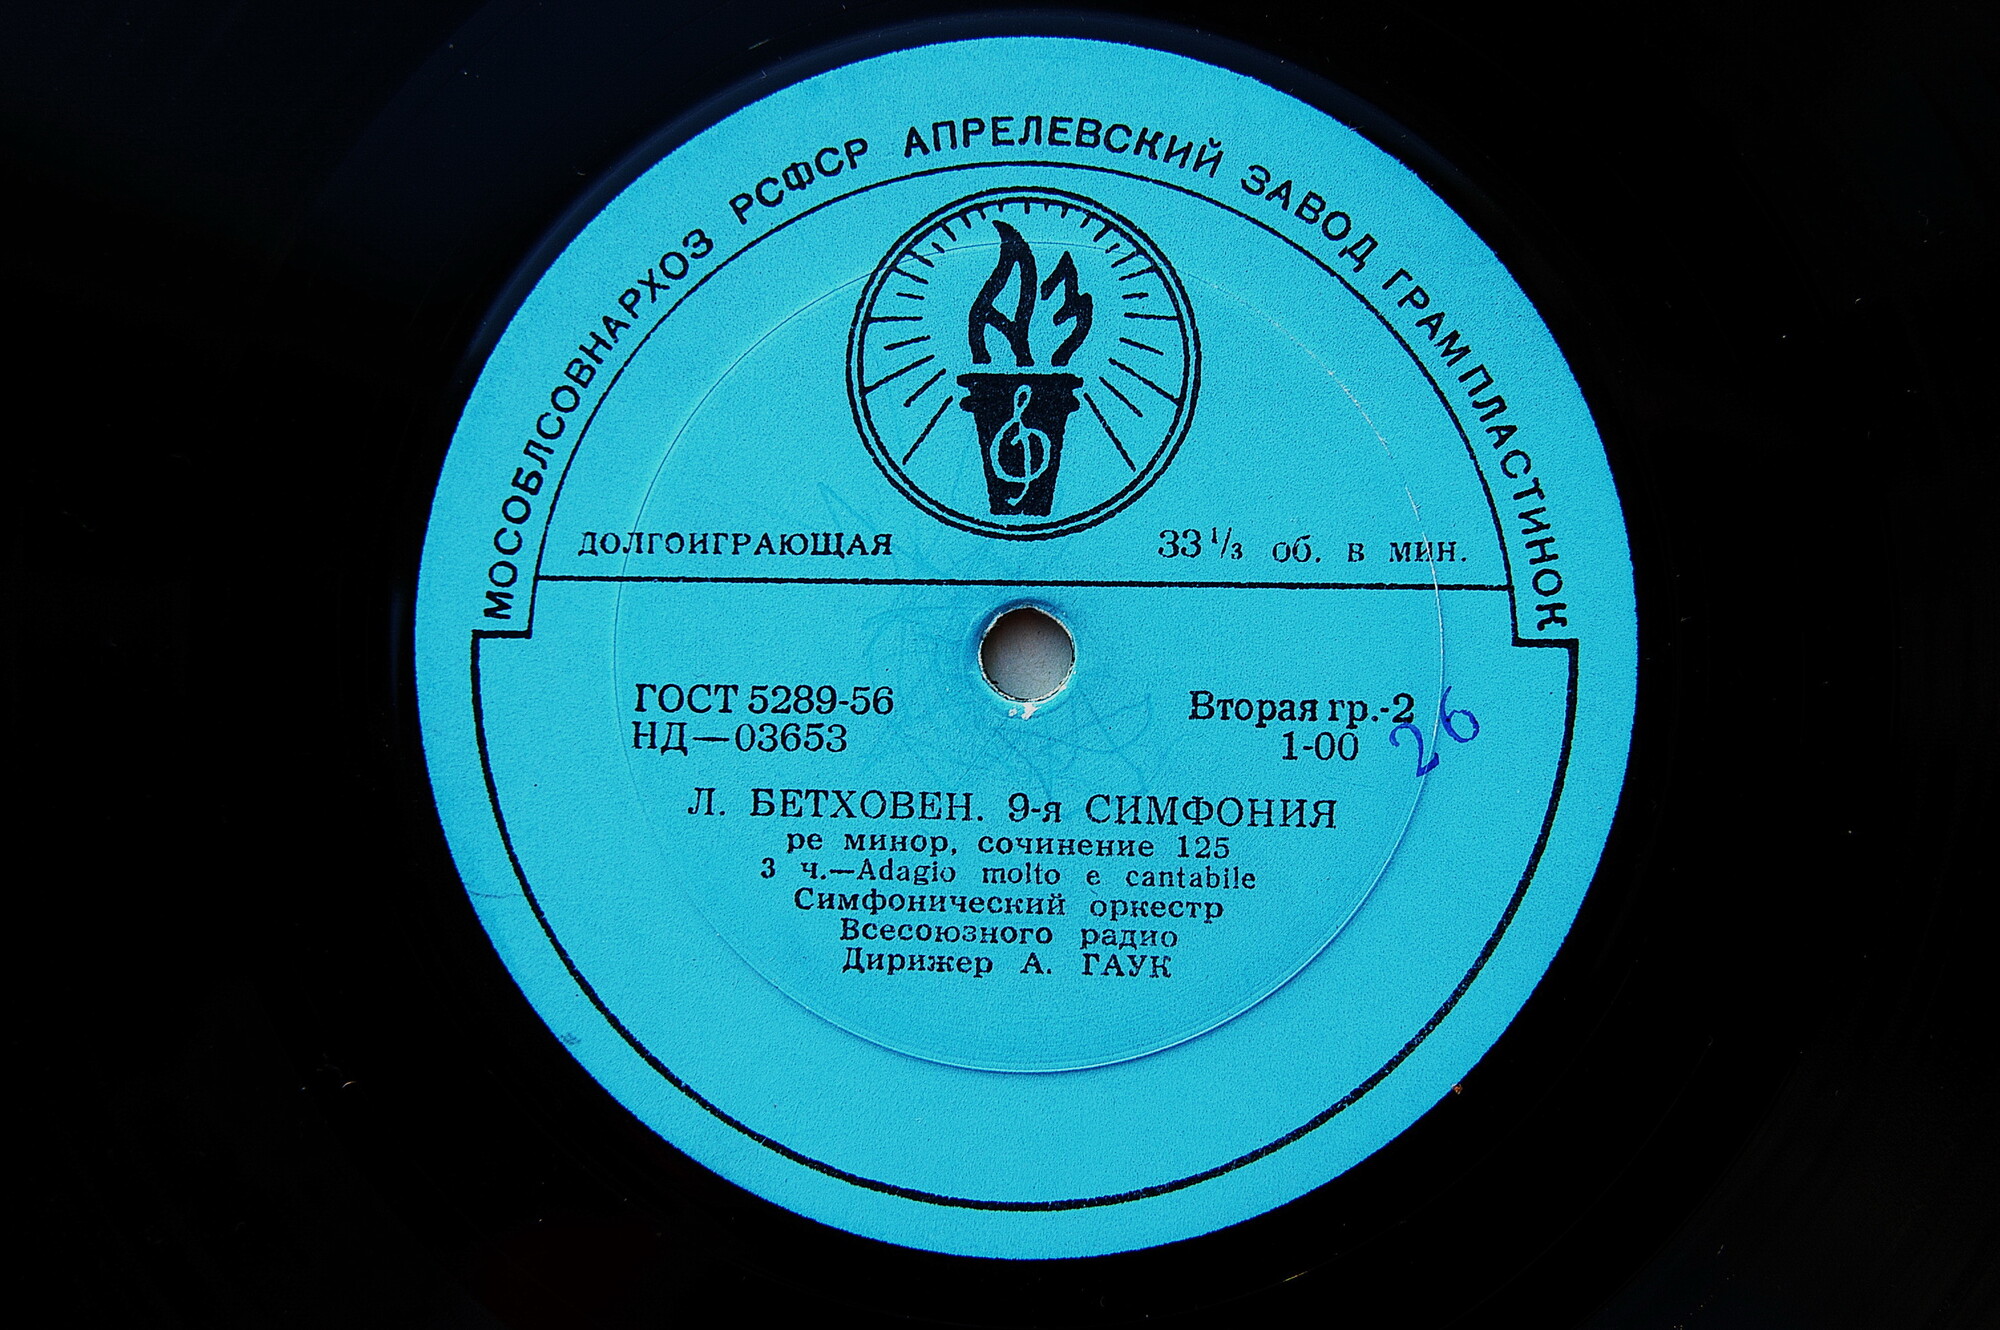 МОСОБЛСОВНАРХОЗ РСФСР АПРЕЛЕВСКИЙ ЗАВОД ГРАМПЛАСТИНОК
АЗ
ДОЛГОИГРАЮЩАЯ 33 1/3 об. в мин.
ГОСТ 5289-56 Вторая гр.-2
НД—03653 1-00
26
Л. БЕТХОВЕН. 9-я СИМФОНИЯ
ре минор, сочинение 125
3 ч.—Adagio molto e cantabile
Симфонический оркестр
Всесоюзного радио
Дирижер А. ГАУК